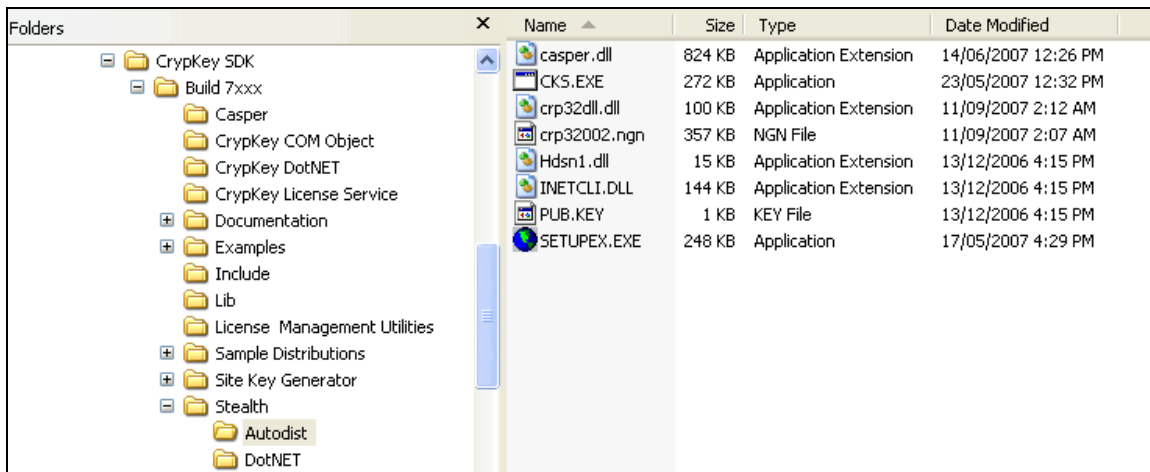 Folders
CrypKey SDK
Build 7xxx
Casper
CrypKey COM Object
CrypKey DotNET
CrypKey License Service
Documentation
Examples
Include
Lib
License Management Utilities
Sample Distributions
Site Key Generator
Stealth
Autodist
DotNET
Name Size Type Date Modified
casper.dll 824 KB Application Extension 14/06/2007 12:26 PM
CKS.EXE 272 KB Application 23/05/2007 12:32 PM
crp32dll.dll 100 KB Application Extension 11/09/2007 2:12 AM
crp32002.ngn 357 KB NGN File 11/09/2007 2:07 AM
Hdsn1.dll 15 KB Application Extension 13/12/2006 4:15 PM
INETCLI.DLL 144 KB Application Extension 13/12/2006 4:15 PM
PUB.KEY 1 KB KEY File 13/12/2006 4:15 PM
SETUPEX.EXE 248 KB Application 17/05/2007 4:29 PM